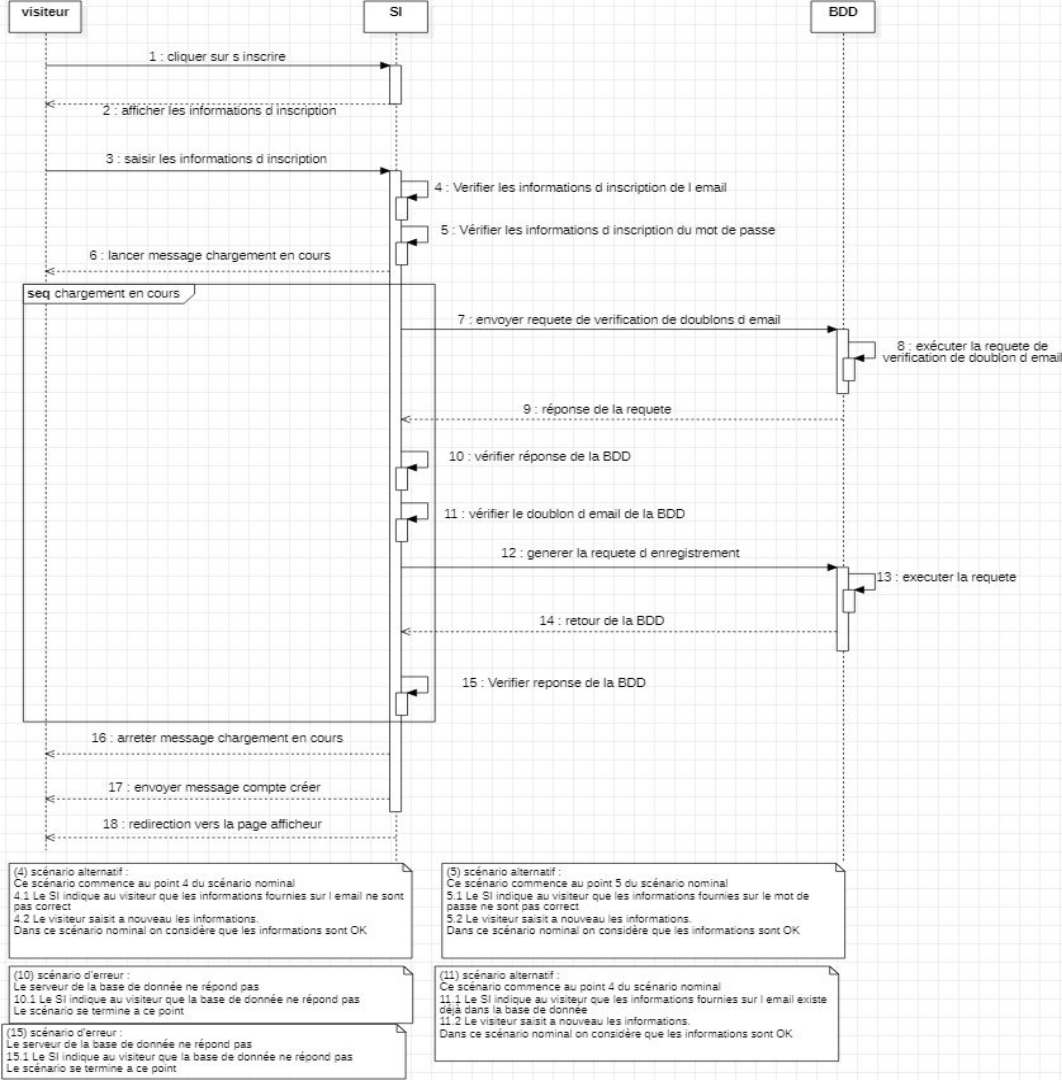 visiteur
SI
BDD
1 : cliquer sur s inscrire
2 : afficher les informations d inscription
3 : saisir les informations d inscription
4 : Verifier les informations d inscription de l email
5 : Vérifier les informations d inscription du mot de passe
6 : lancer message chargement en cours
seq chargement en cours
7 : envoyer requete de verification de doublons d email
8 : exécuter la requete de
verification de doublon d email
9 : réponse de la requete
10 : vérifier réponse de la BDD
11 : vérifier le doublon d email de la BDD
12 : generer la requete d enregistrement
13 : executer la requete
14 : retour de la BDD
15 : Verifier reponse de la BDD
16 : arreter message chargement en cours
17 : envoyer message compte créer
18 : redirection vers la page afficheur
(4) scénario alternatif :
Ce scénario commence au point 4 du scénario nominal
4.1 Le SI indique au visiteur que les informations fournies sur l email ne sont
pas correct
4.2 Le visiteur saisit a nouveau les informations.
Dans ce scénario nominal on considère que les informations sont OK
(5) scénario alternatif :
Ce scénario commence au point 5 du scénario nominal
5.1 Le SI indique au visiteur que les informations fournies sur le mot de
passe ne sont pas correct
5.2 Le visiteur saisit a nouveau les informations.
Dans ce scénario nominal on considère que les informations sont OK
(10) scénario d'erreur :
Le serveur de la base de donnée ne répond pas
10.1 Le SI indique au visiteur que la base de donnée ne répond pas
Le scénario se termine a ce point
(11) scénario alternatif :
Ce scénario commence au point 4 du scénario nominal
11.1 Le SI indique au visiteur que les informations fournies sur l email existe
déjà dans la base de donnée
11.2 Le visiteur saisit a nouveau les informations.
Dans ce scénario nominal on considère que les informations sont OK
(15) scénario d'erreur :
Le serveur de la base de donnée ne répond pas
15.1 Le SI indique au visiteur que la base de donnée ne répond pas
Le scénario se termine a ce point